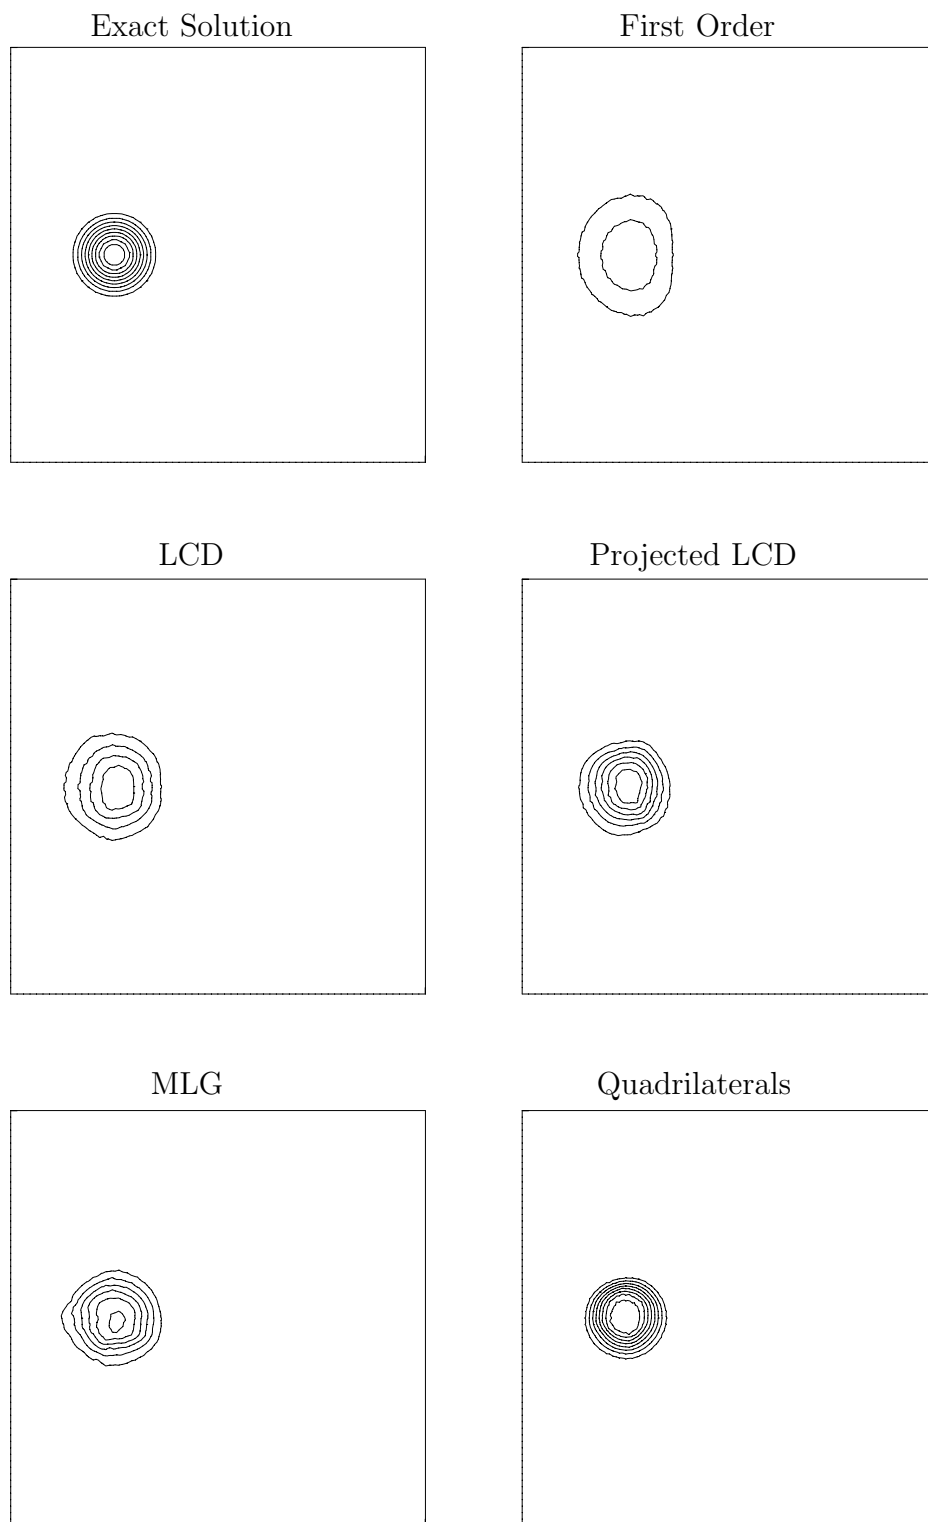 Exact Solution
First Order
LCD
Projected LCD
MLG
Quadrilaterals